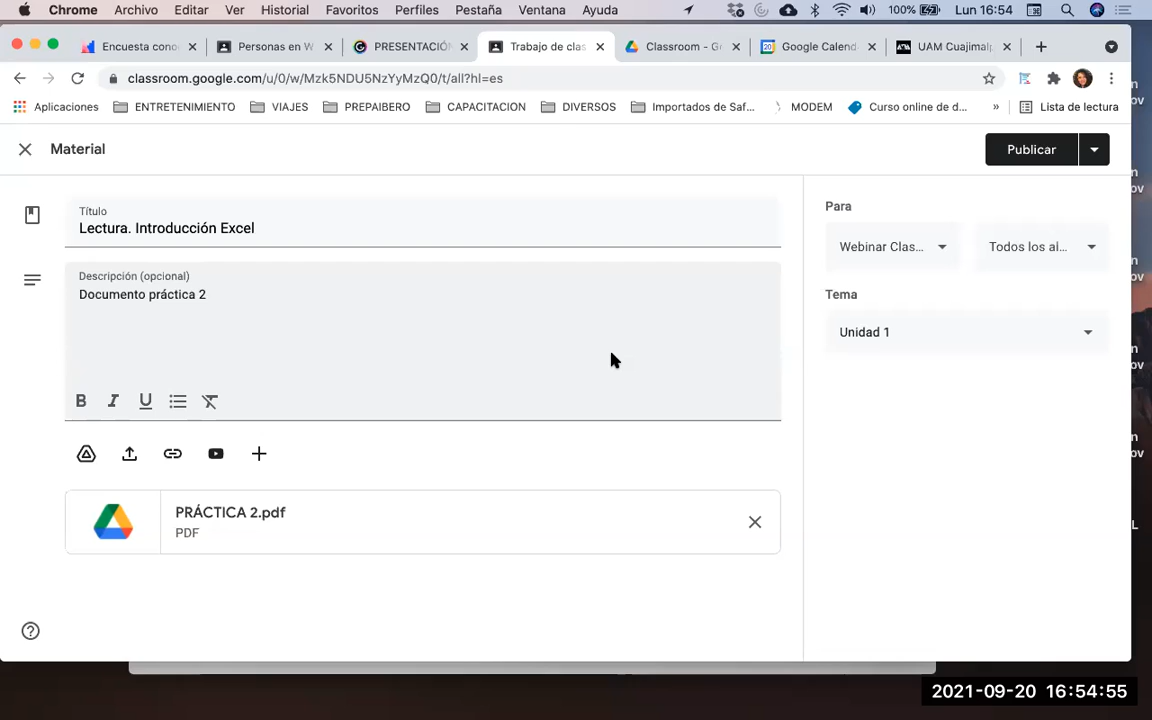 Chrome Archivo Editar Ver Historial Favoritos Perfiles Pestaña Ventana Ayuda 100% Lun 16:54
Encuesta cono Personas en W PRESENTACIÓN Trabajo de clas Classroom - G Google Calend UAM Cuajimal
classroom.google.com/u/0/w/Mzk5NDU5NzYyMzQ0/t/all?hl=es
Aplicaciones ENTRETENIMIENTO VIAJES PREPAIBERO CAPACITACION DIVERSOS Importados de Saf... MODEM Curso online de d... » Lista de lectura
Material Publicar
Título
Lectura. Introducción Excel
Descripción (opcional)
Documento práctica 2
B I U
PRÁCTICA 2.pdf
PDF
Para
Webinar Clas... Todos los al...
Tema
Unidad 1
2021-09-20 16:54:55